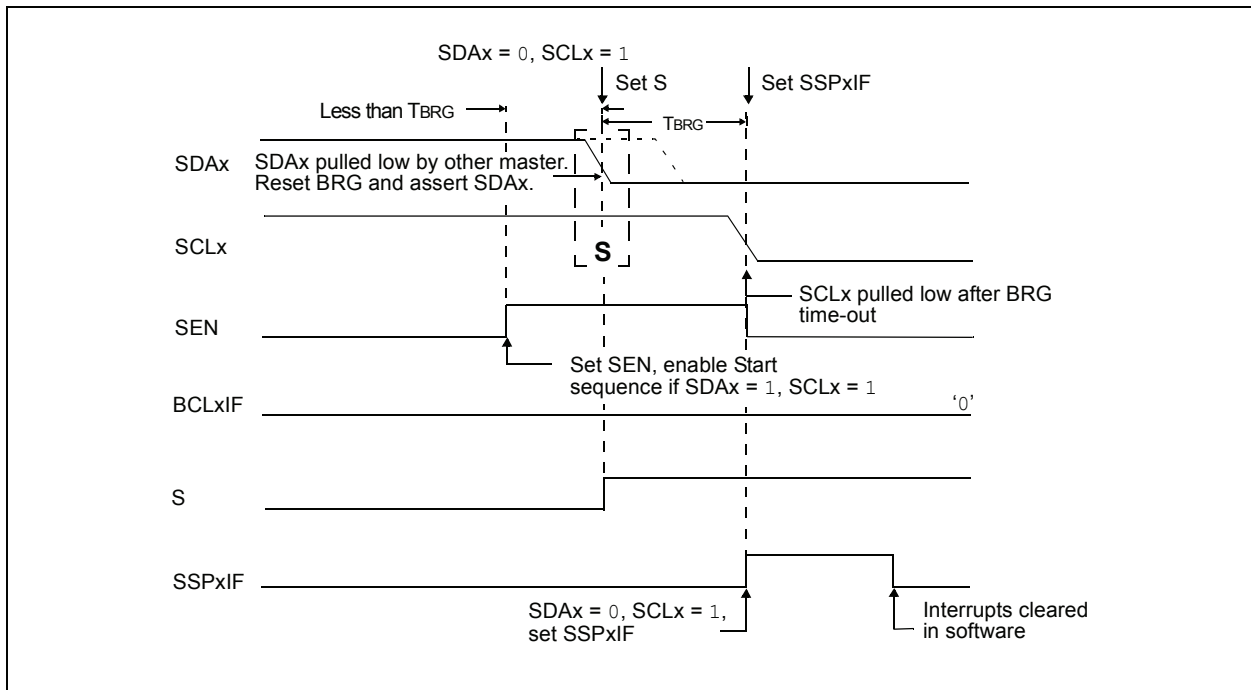 SDAx = 0, SCLx = 1
Set S
Set SSPxIF
Less than TBRG
TBRG
SDAx
SDAx pulled low by other master.
Reset BRG and assert SDAx.
SCLx
S
SCLx pulled low after BRG
time-out
SEN
Set SEN, enable Start
sequence if SDAx = 1, SCLx = 1
BCLxIF
‘0’
S
SSPxIF
SDAx = 0, SCLx = 1,
set SSPxIF
Interrupts cleared
in software